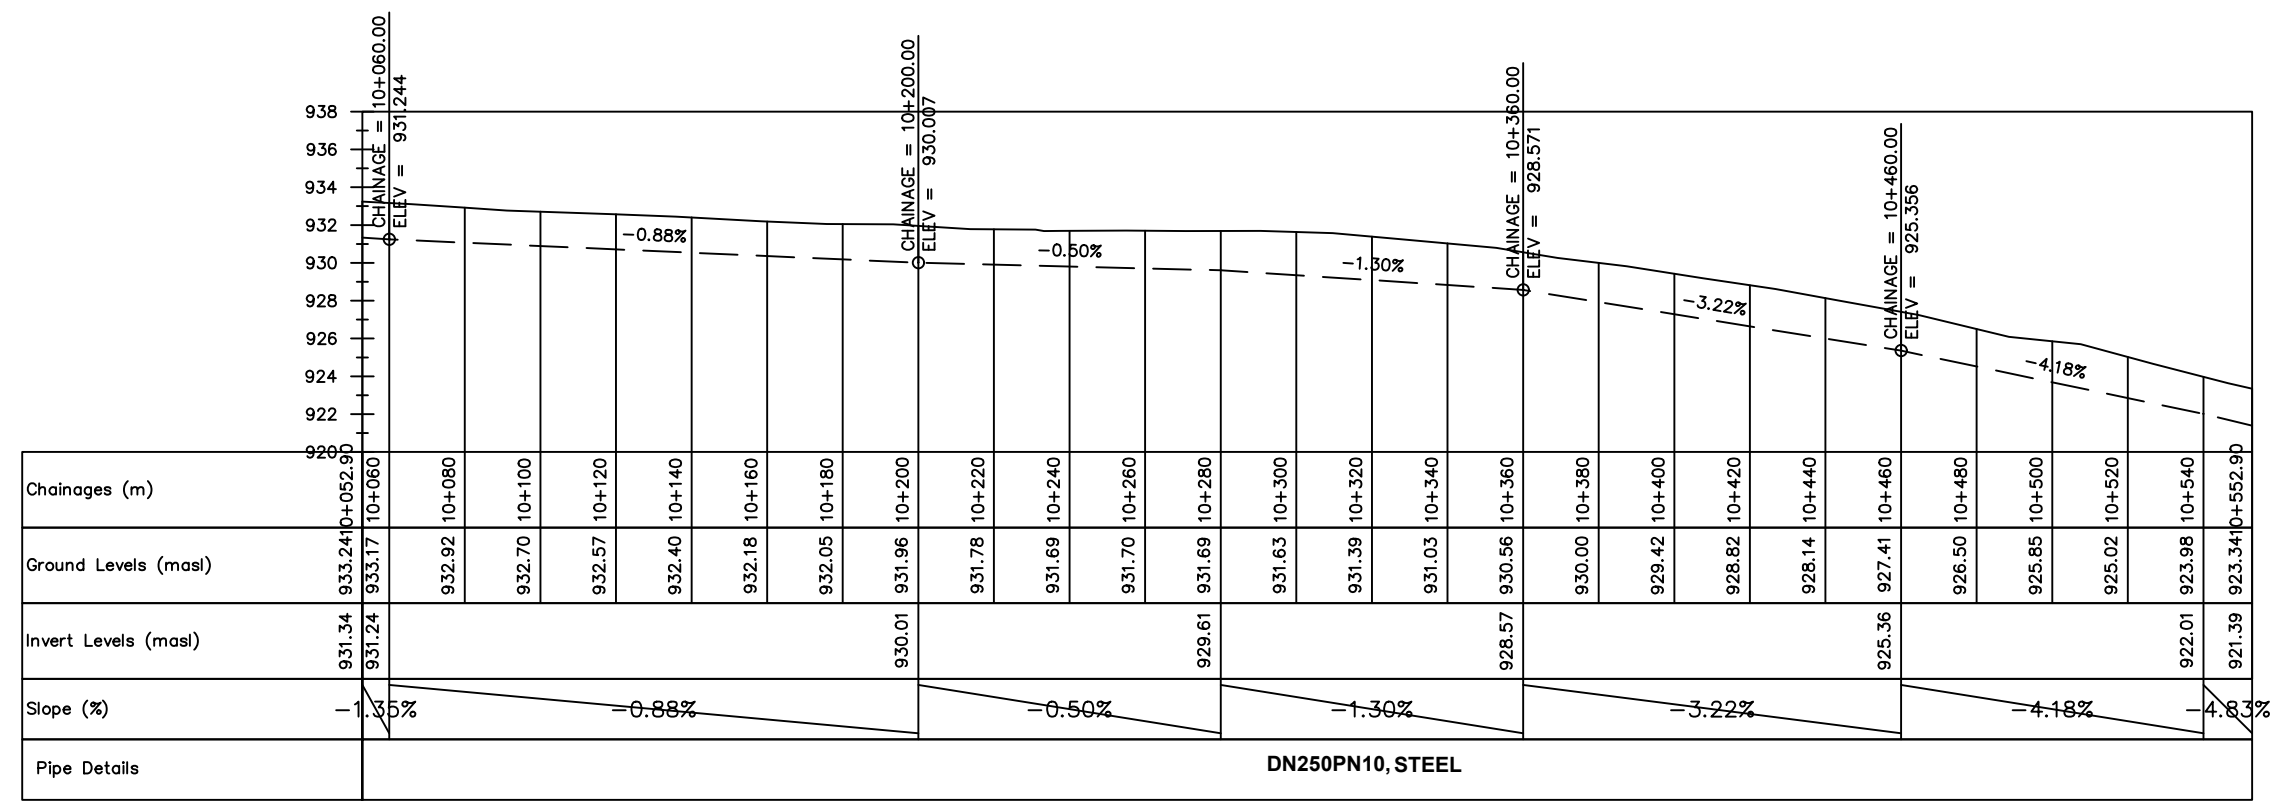 CHAINAGE = 10+060.00
ELEV = 931.244
CHAINAGE = 10+200.00
ELEV = 930.007
CHAINAGE = 10+360.00
ELEV = 928.571
CHAINAGE = 10+460.00
ELEV = 925.356
938
936
934
932
930
928
926
924
922
920
-0.88%
-0.50%
-1.30%
-3.22%
-4.18%
Chainages (m) 10+052.90 10+060 10+080 10+100 10+120 10+140 10+160 10+180 10+200 10+220 10+240 10+260 10+280 10+300 10+320 10+340 10+360 10+380 10+400 10+420 10+440 10+460 10+480 10+500 10+520 10+540 10+552.90
Ground Levels (masl) 933.24 933.17 932.92 932.70 932.57 932.40 932.18 932.05 931.96 931.78 931.69 931.70 931.69 931.63 931.39 931.03 930.56 930.00 929.42 928.82 928.14 927.41 926.50 925.85 925.02 923.98 923.34
Invert Levels (masl) 931.34 931.24 930.01 929.61 928.57 925.36 922.01 921.39
Slope (%) -1.35% -0.88% -0.50% -1.30% -3.22% -4.18% -4.83%
Pipe Details DN250PN10, STEEL